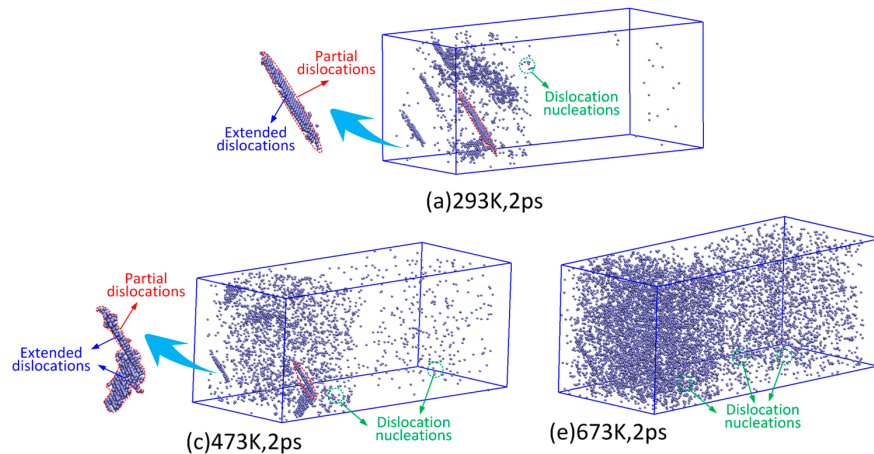 Partial
dislocations
Extended
dislocations
Dislocation
nucleations
(a)293K,2ps
Partial
dislocations
Extended
dislocations
Dislocation
nucleations
(c)473K,2ps
Dislocation
nucleations
(e)673K,2ps